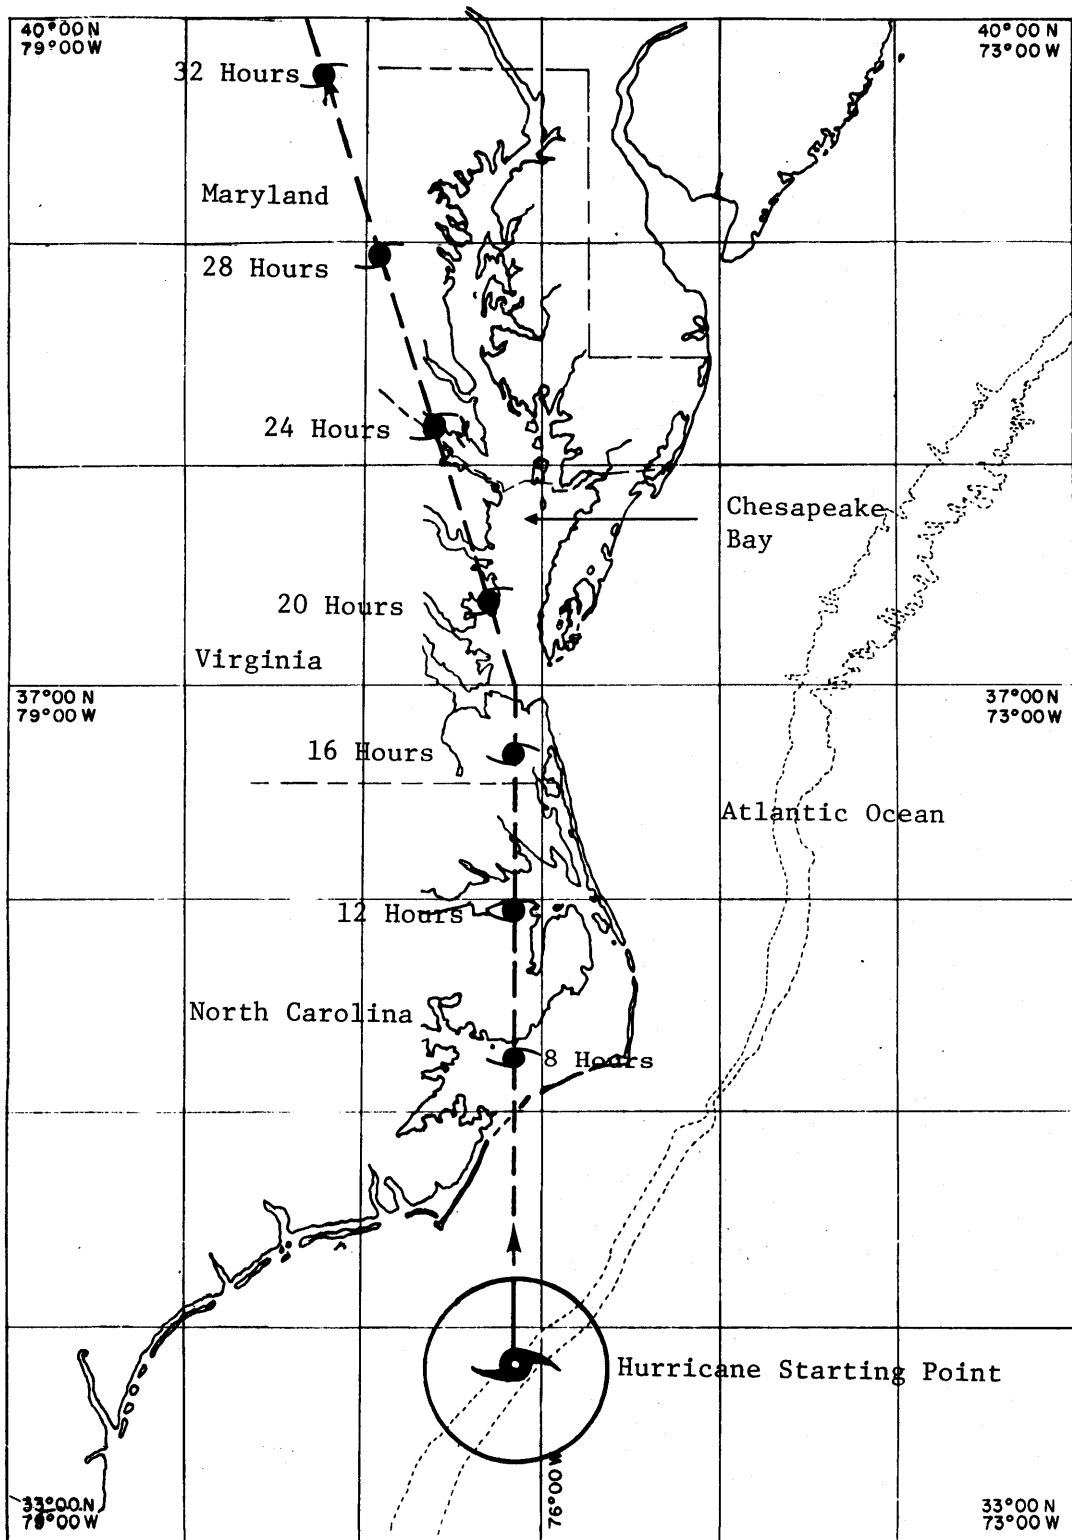 40°00 N
79°00 W
40°00 N
73°00 W
32 Hours
Maryland
28 Hours
24 Hours
Chesapeake
Bay
20 Hours
Virginia
37°00 N
79°00 W
37°00 N
73°00 W
16 Hours
Atlantic Ocean
12 Hours
North Carolina
8 Hours
Hurricane Starting Point
76°00 W
33°00 N
79°00 W
33°00 N
73°00 W